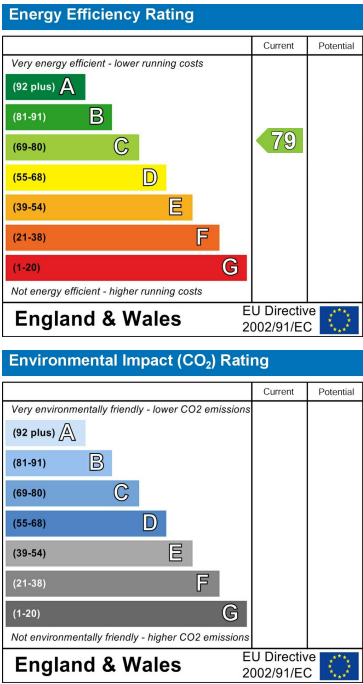 Energy Efficiency Rating
Current Potential
Very energy efficient - lower running costs
(92 plus) A
(81-91) B
(69-80) C
79
(55-68) D
(39-54) E
(21-38) F
(1-20) G
Not energy efficient - higher running costs
England & Wales
EU Directive
2002/91/EC
Environmental Impact (CO₂) Rating
Current Potential
Very environmentally friendly - lower CO2 emissions
(92 plus) A
(81-91) B
(69-80) C
(55-68) D
(39-54) E
(21-38) F
(1-20) G
Not environmentally friendly - higher CO2 emissions
England & Wales
EU Directive
2002/91/EC